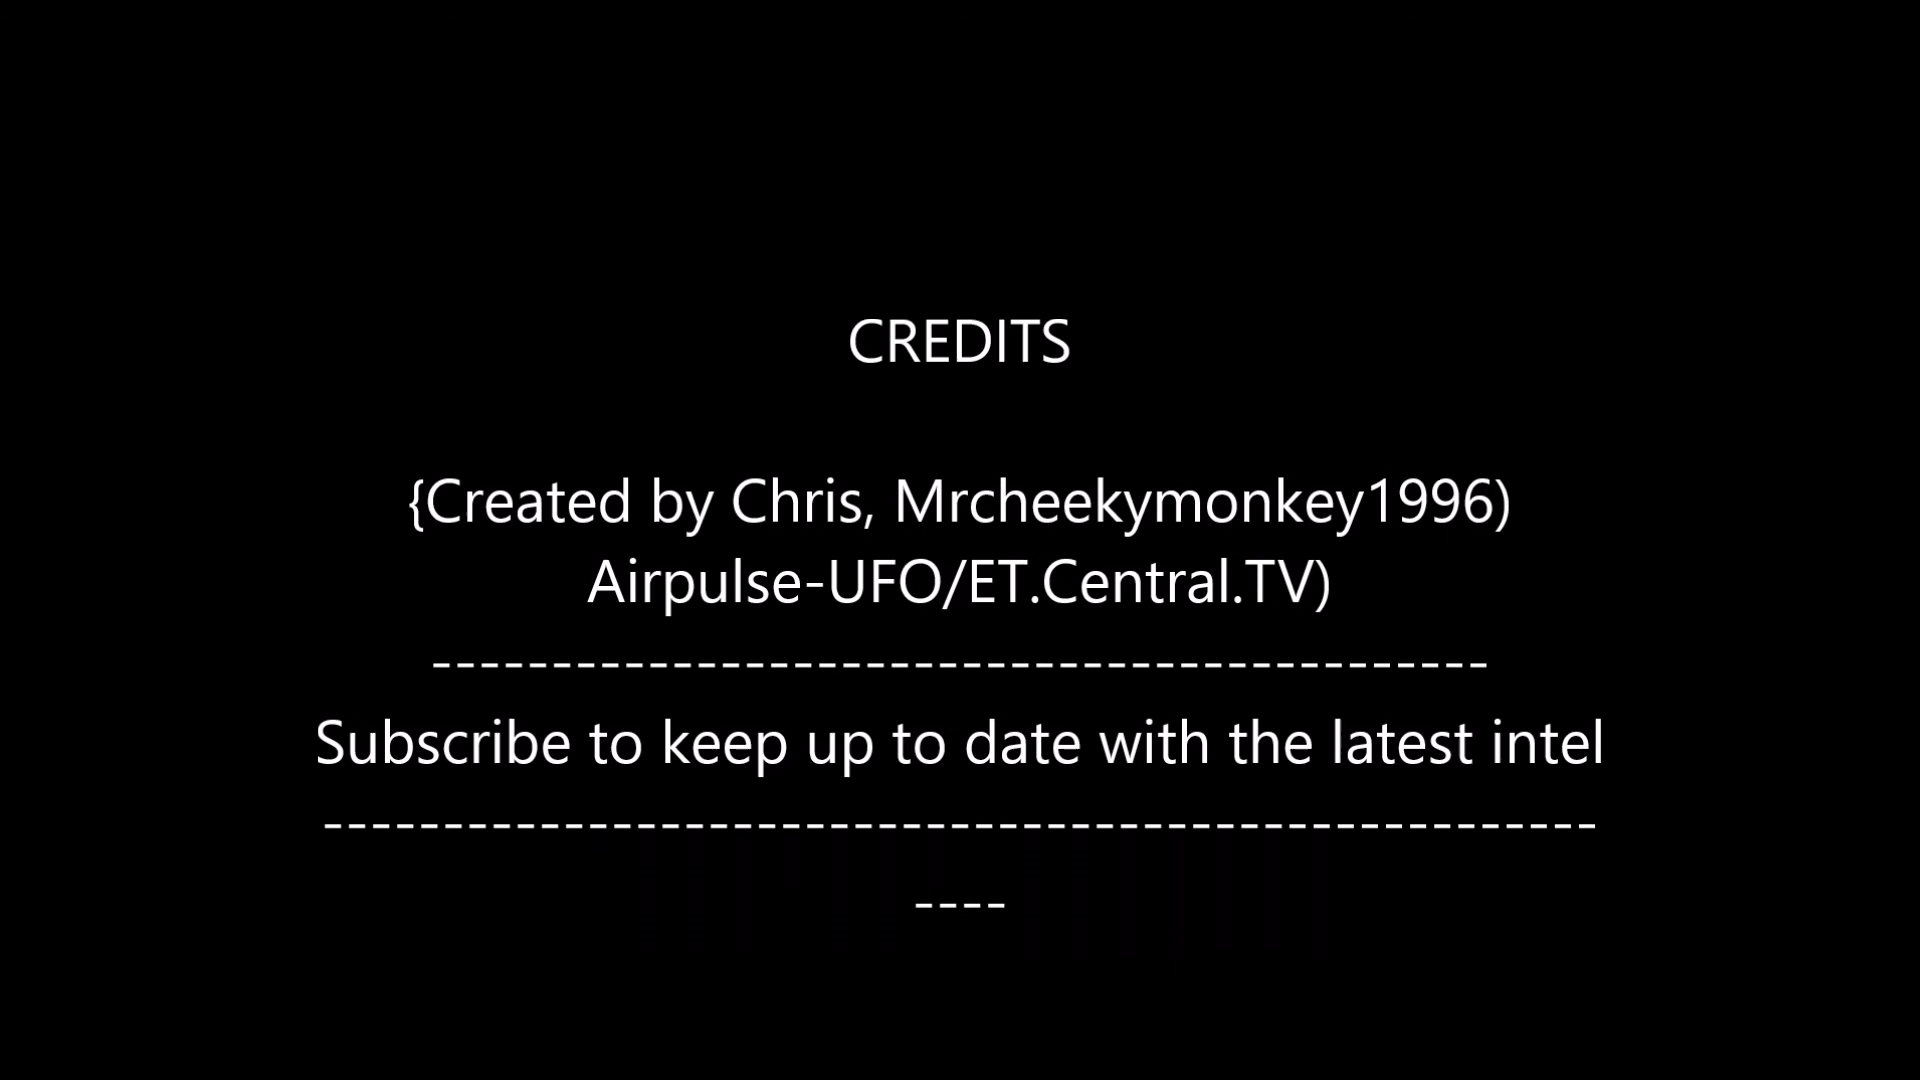 CREDITS
{Created by Chris, Mrcheekymonkey1996)
Airpulse-UFO/ET.Central.TV)
--------------------------------------------
Subscribe to keep up to date with the latest intel
-----------------------------------------------------
----